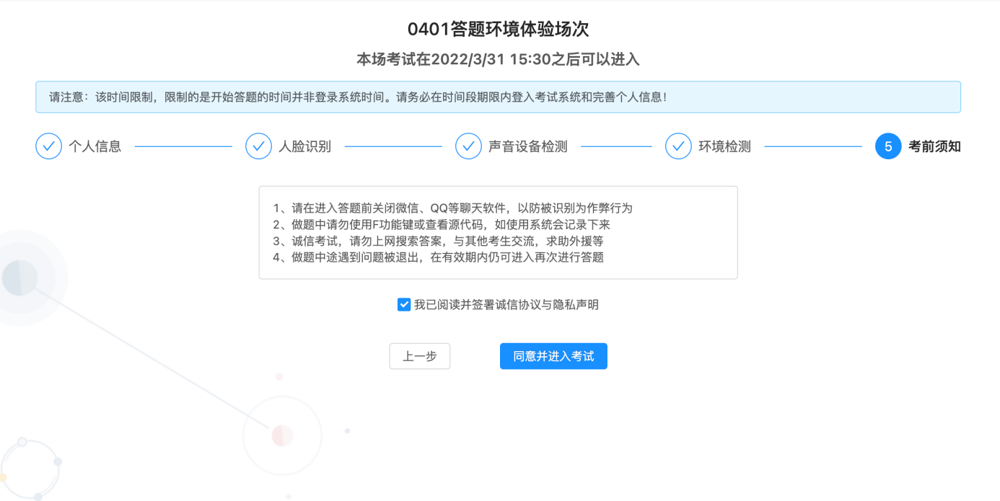 0401答题环境体验场次
本场考试在2022/3/31 15:30之后可以进入
请注意：该时间限制，限制的是开始答题的时间并非登录系统时间。请务必在时间段期限内登入考试系统和完善个人信息！
个人信息 人脸识别 声音设备检测 环境检测 5 考前须知
1、请在进入答题前关闭微信、QQ等聊天软件，以防被识别为作弊行为
2、做题中请勿使用F功能键或查看源代码，如使用系统会记录下来
3、诚信考试，请勿上网搜索答案，与其他考生交流，求助外援等
4、做题中途遇到问题被退出，在有效期内仍可进入再次进行答题
我已阅读并签署诚信协议与隐私声明
上一步 同意并进入考试